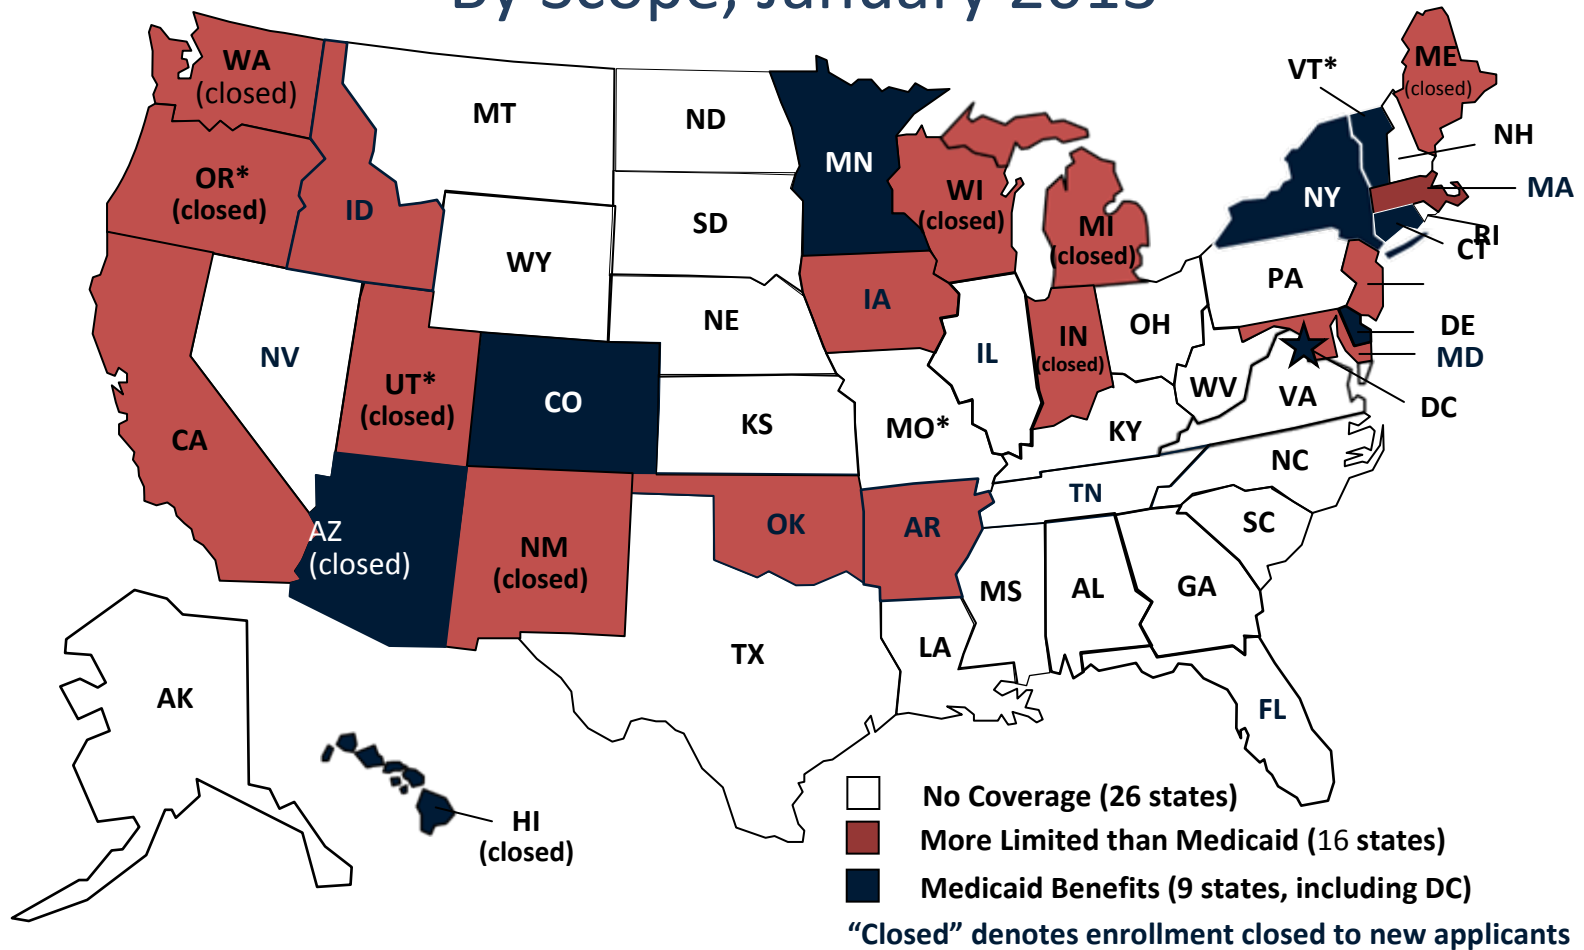 By Scope, January 2013
WA
(closed)
MT
ND
MN
VT*
ME
(closed)
NH
OR*
(closed)
ID
SD
WI
(closed)
MI
(closed)
NY
MA
RI
CT
WY
IA
PA
NE
NV
UT*
(closed)
CO
IL
IN
(closed)
OH
DE
MD
WV
VA
DC
CA
KS
MO*
KY
NC
TN
AZ
(closed)
NM
(closed)
OK
AR
SC
MS
AL
GA
TX
LA
AK
FL
HI
(closed)
No Coverage (26 states)
More Limited than Medicaid (16 states)
Medicaid Benefits (9 states, including DC)
“Closed” denotes enrollment closed to new applicants